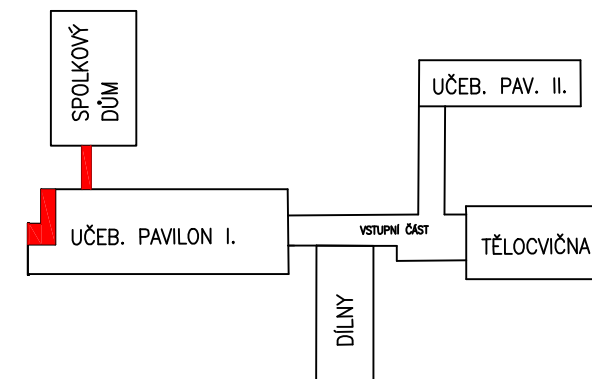 SPOLKOVÝ
DŮM
UČEB. PAV. II.
UČEB. PAVILON I.
VSTUPNÍ ČÁST
TĚLOCVIČNA
DÍLNY